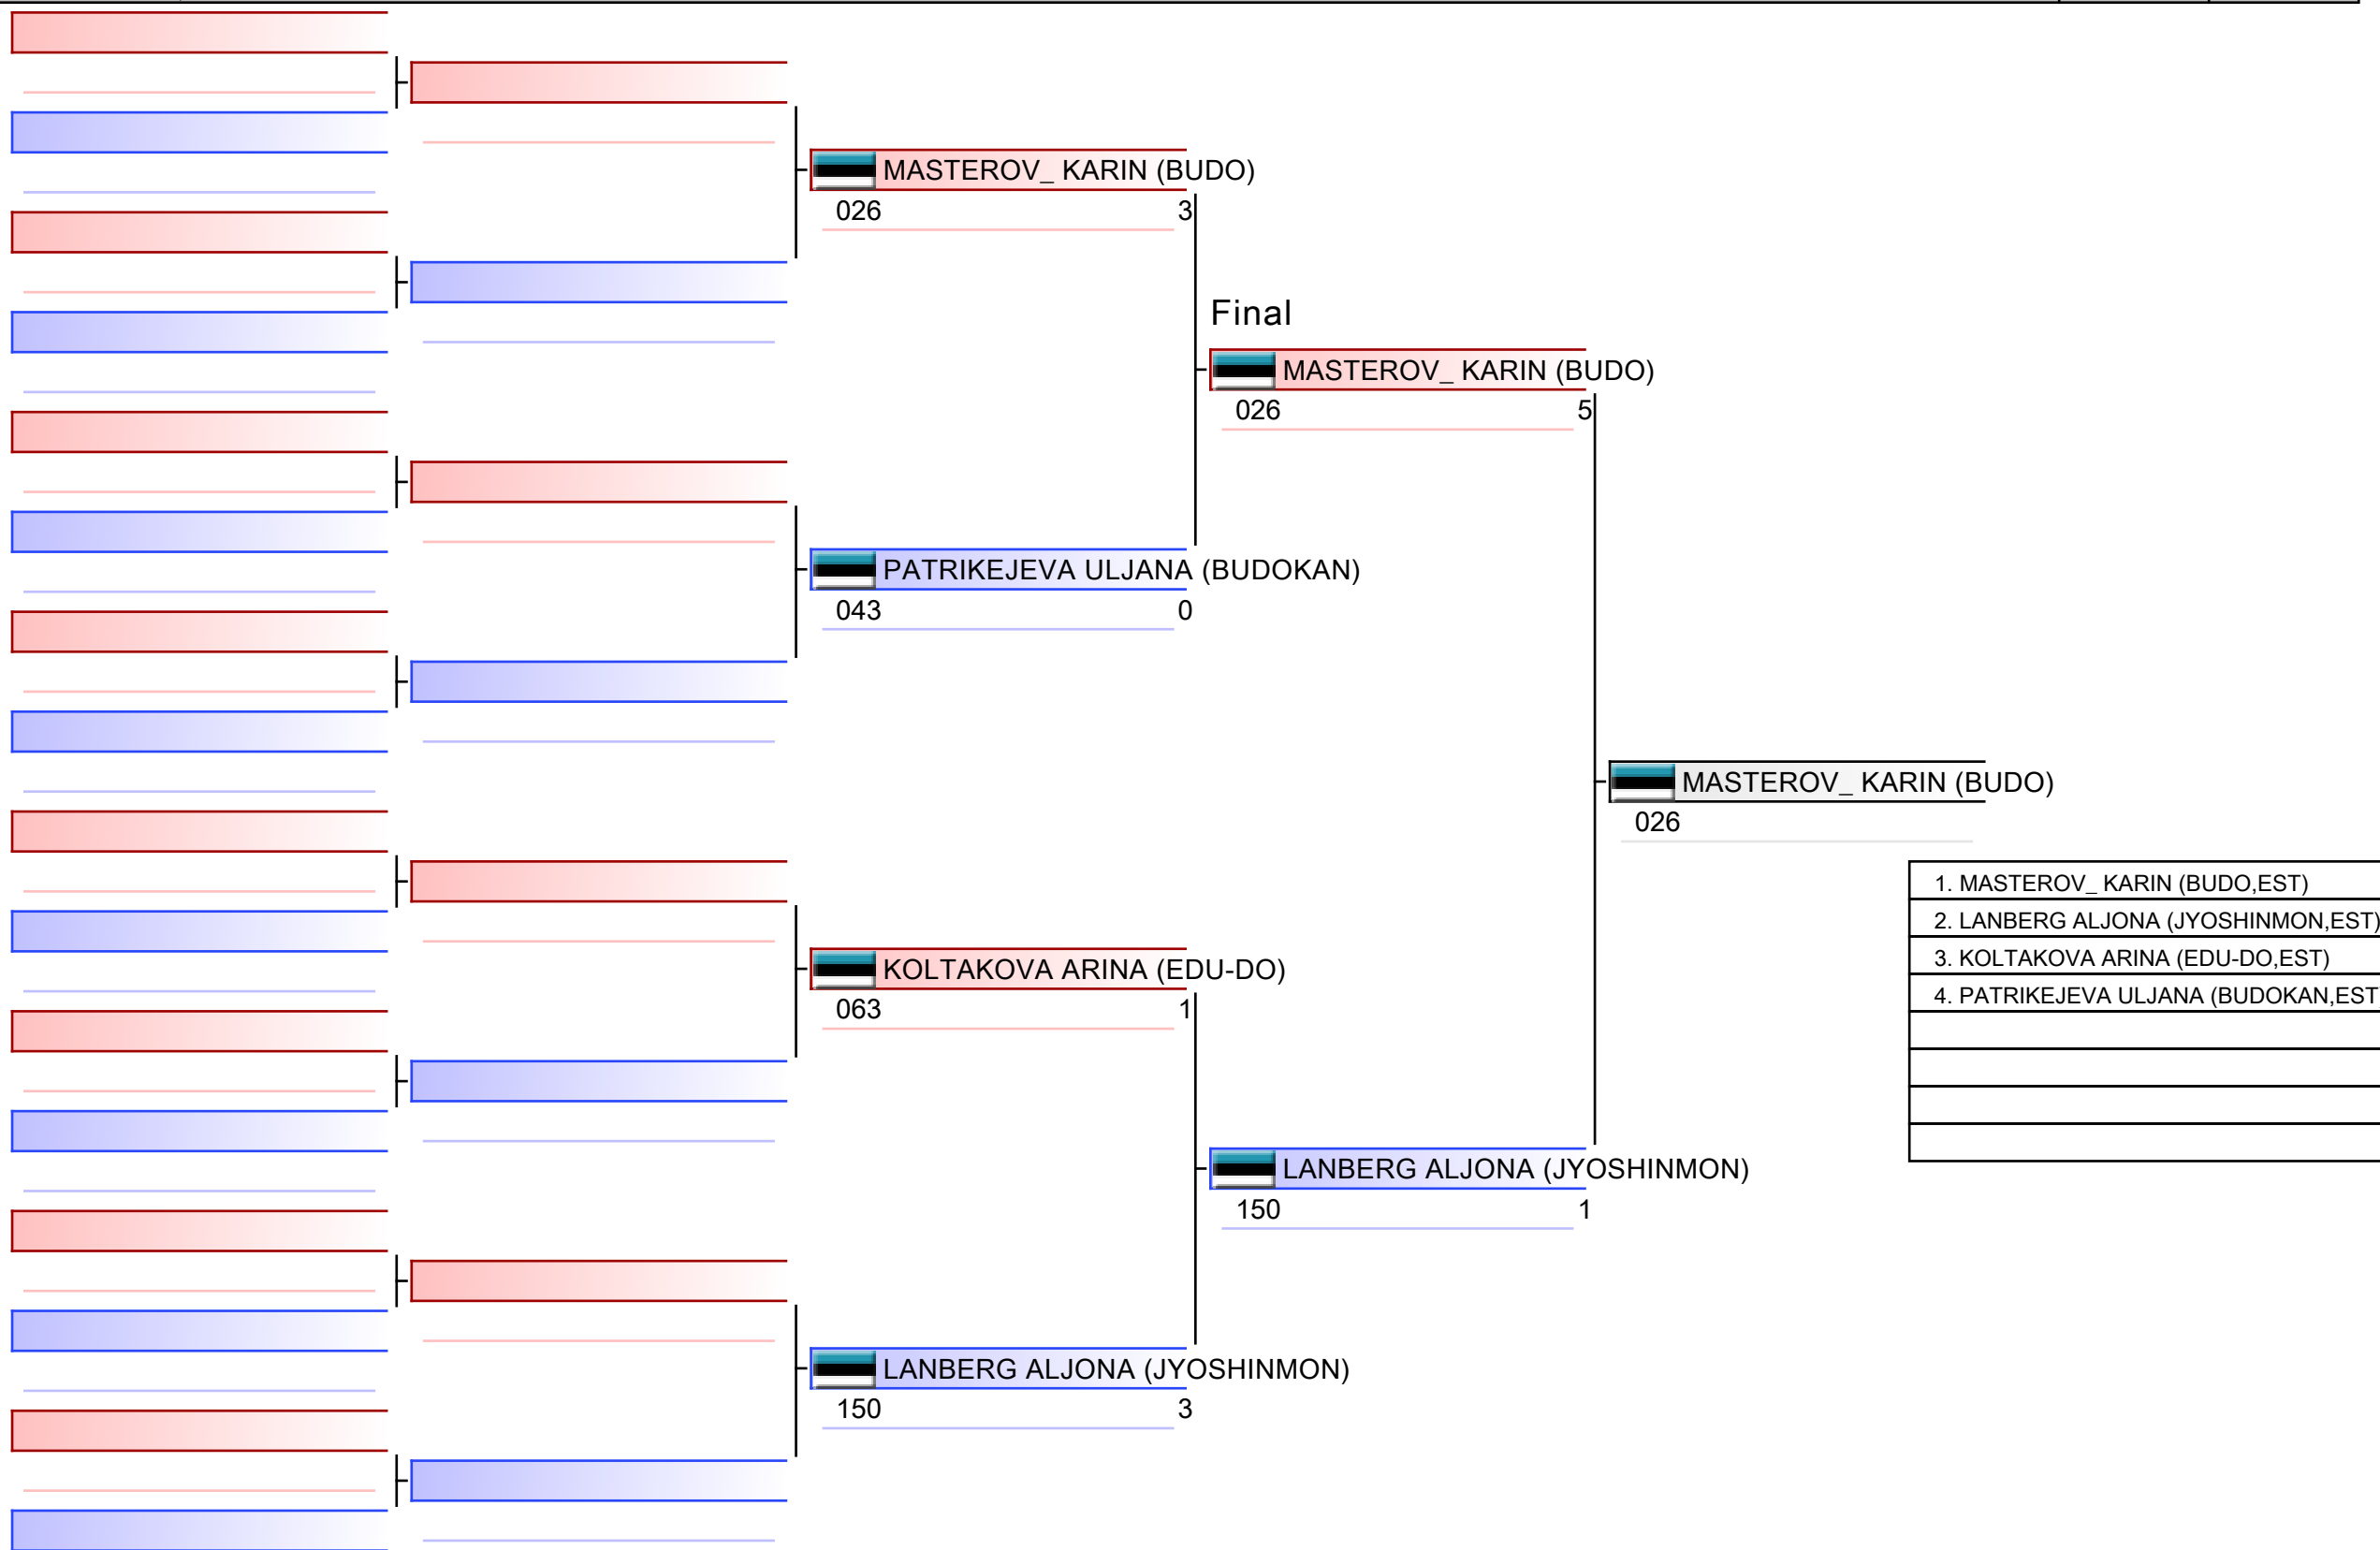 MASTEROV_ KARIN (BUDO)
026 3
Final
MASTEROV_ KARIN (BUDO)
026 5
PATRIKEJEVA ULJANA (BUDOKAN)
043 0
MASTEROV_ KARIN (BUDO)
026
1. MASTEROV_ KARIN (BUDO,EST)
2. LANBERG ALJONA (JYOSHINMON,EST)
3. KOLTAKOVA ARINA (EDU-DO,EST)
4. PATRIKEJEVA ULJANA (BUDOKAN,EST
KOLTAKOVA ARINA (EDU-DO)
063 1
LANBERG ALJONA (JYOSHINMON)
150 1
LANBERG ALJONA (JYOSHINMON)
150 3